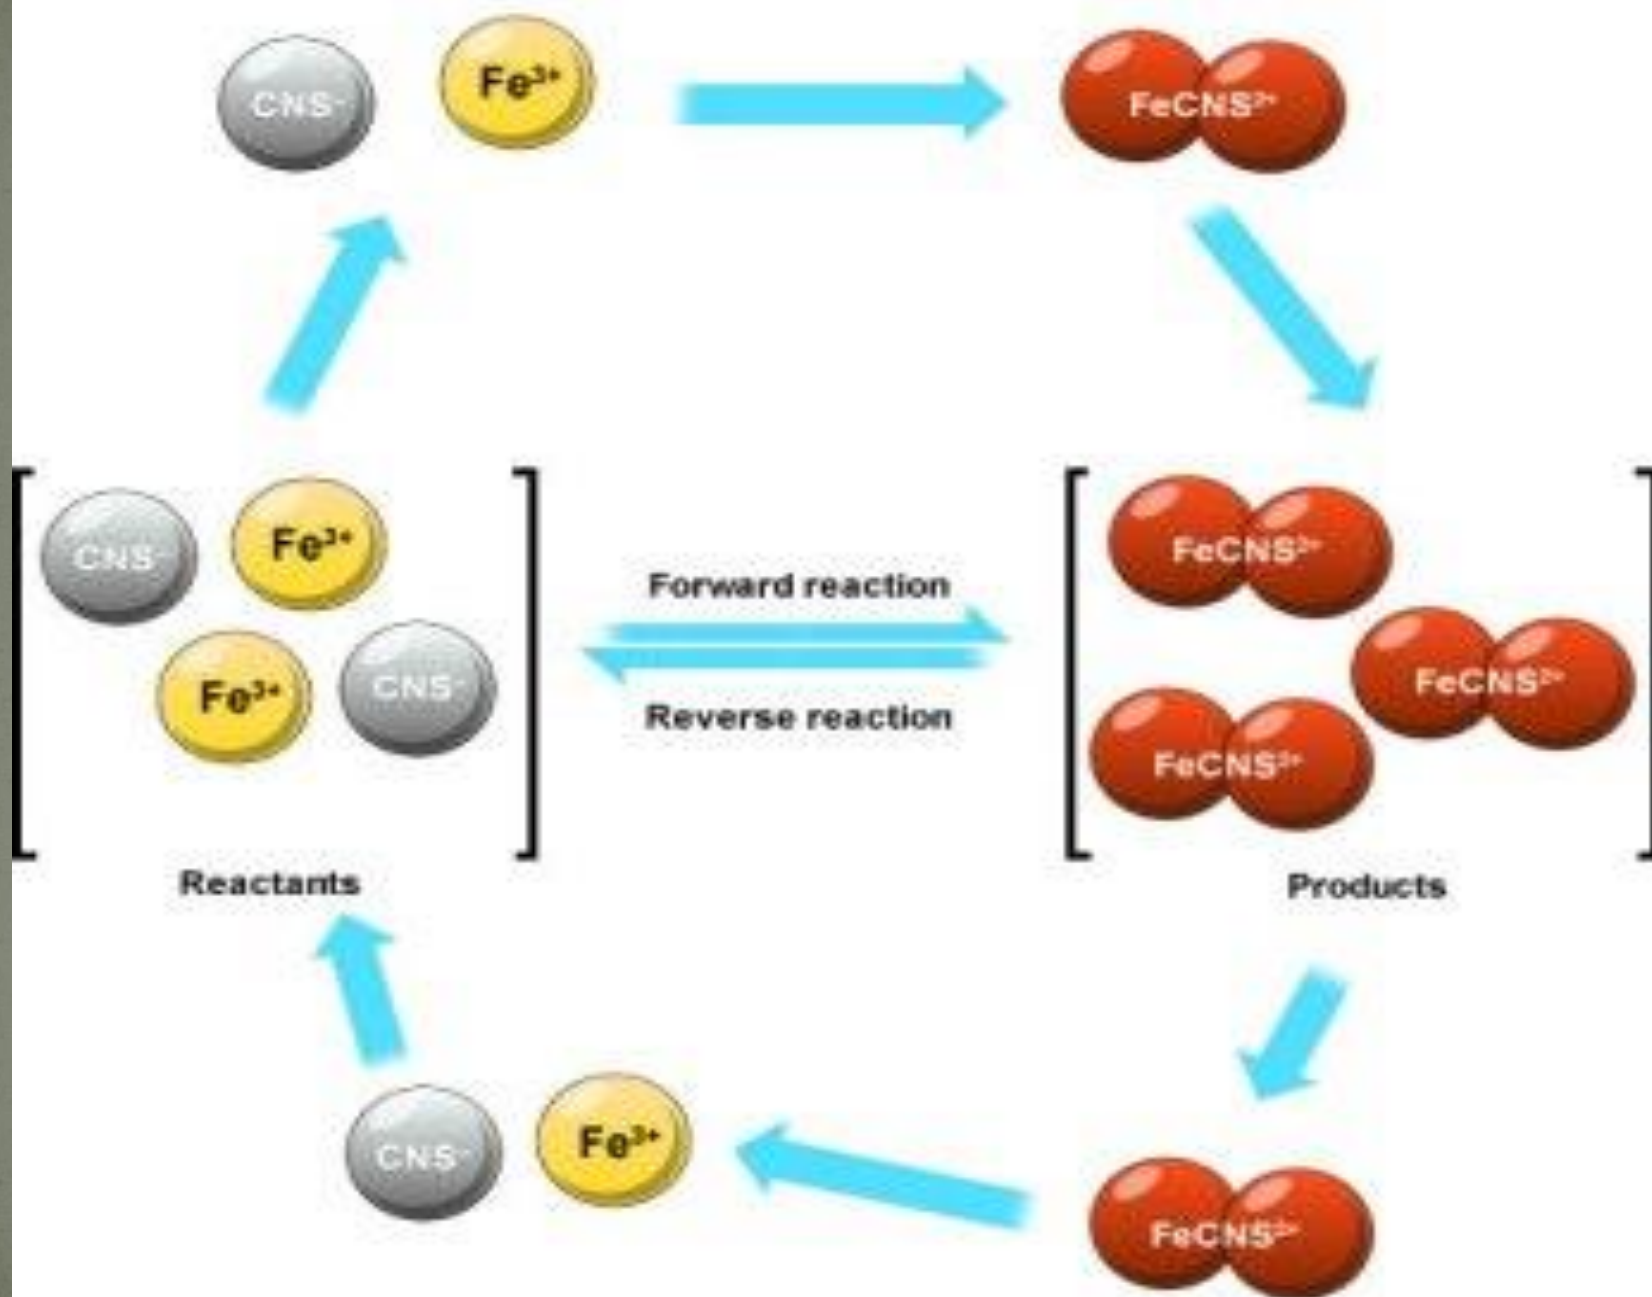 CNS⁻
Fe³⁺
FeCNS²⁺
CNS⁻
Fe³⁺
Fe³⁺
CNS⁻
Reactants
Forward reaction
Reverse reaction
FeCNS²⁺
FeCNS²⁺
FeCNS²⁺
Products
CNS⁻
Fe³⁺
FeCNS²⁺